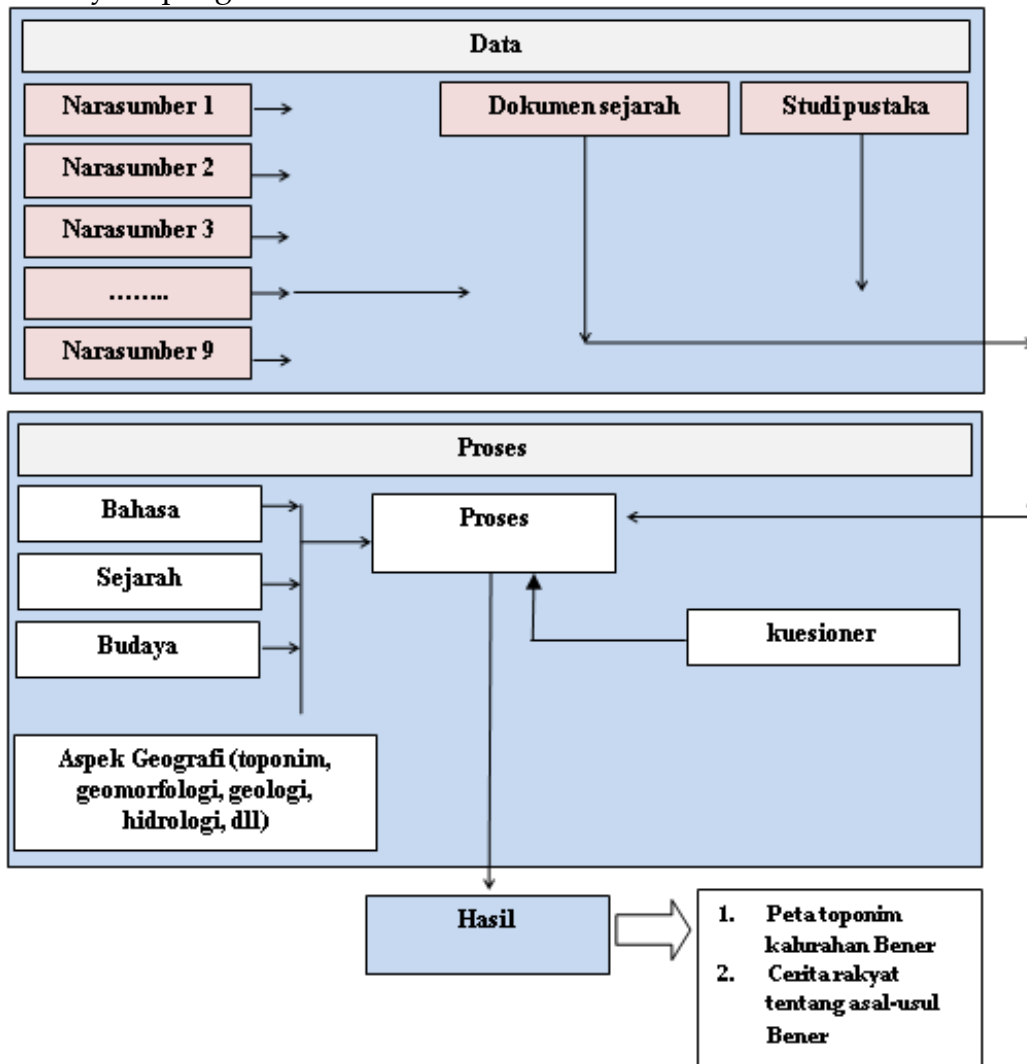 Data
Narasumber 1
Dokumen sejarah
Studi pustaka
Narasumber 2
Narasumber 3
........
Narasumber 9
Proses
Bahasa
Proses
Sejarah
Budaya
kuesioner
Aspek Geografi (toponim,
geomorfologi, geologi,
hidrologi, dll)
Hasil
1. Peta toponim
kalurahan Bener
2. Cerita rakyat
tentang asal-usul
Bener